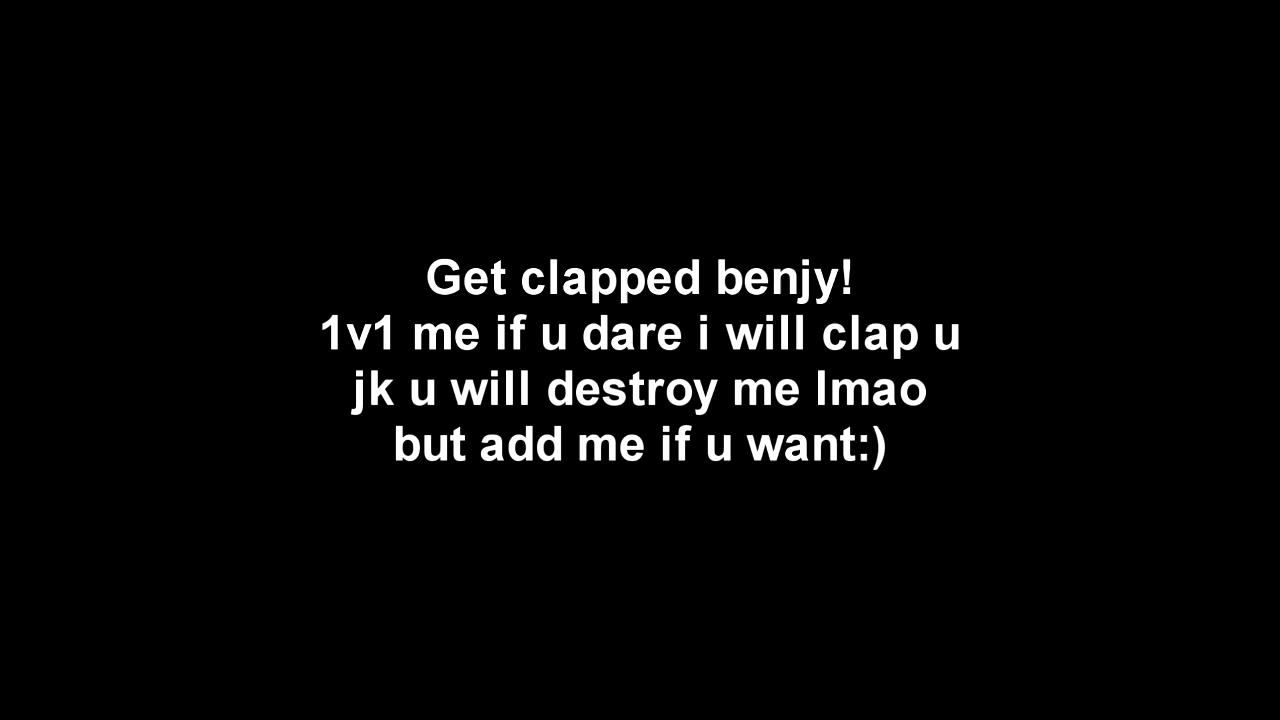 Get clapped benjy!
1v1 me if u dare i will clap u
jk u will destroy me lmao
but add me if u want:)